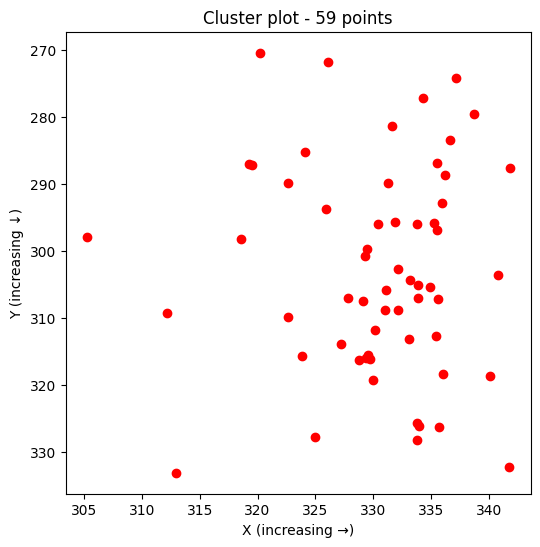 Cluster plot - 59 points
270
280
290
300
310
320
330
Y (increasing ↓)
305 310 315 320 325 330 335 340
X (increasing →)